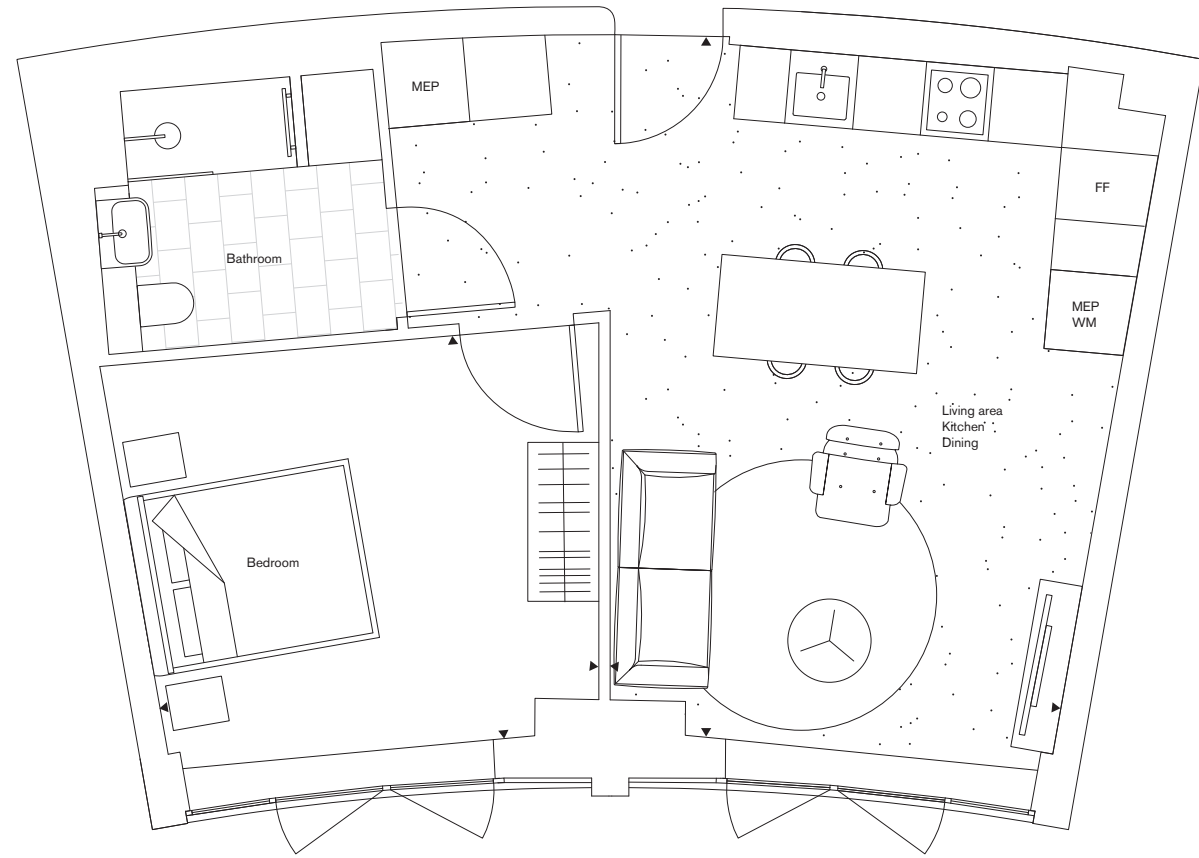 MEP
FF
Bathroom
MEP
WM
Living area
Kitchen
Dining
Bedroom